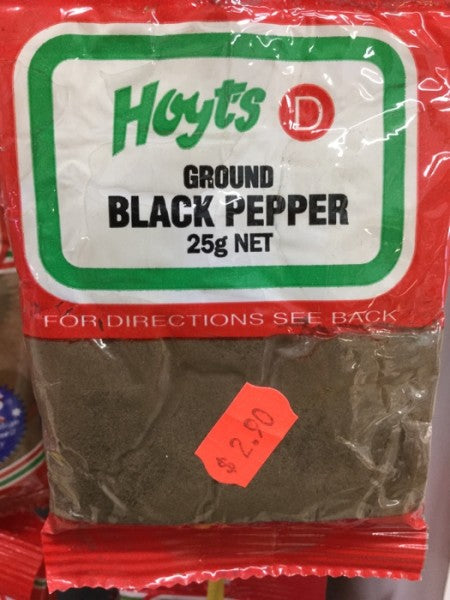 Hoyt's D
GROUND
BLACK PEPPER
25g NET
FOR DIRECTIONS SEE BACK
$2.90